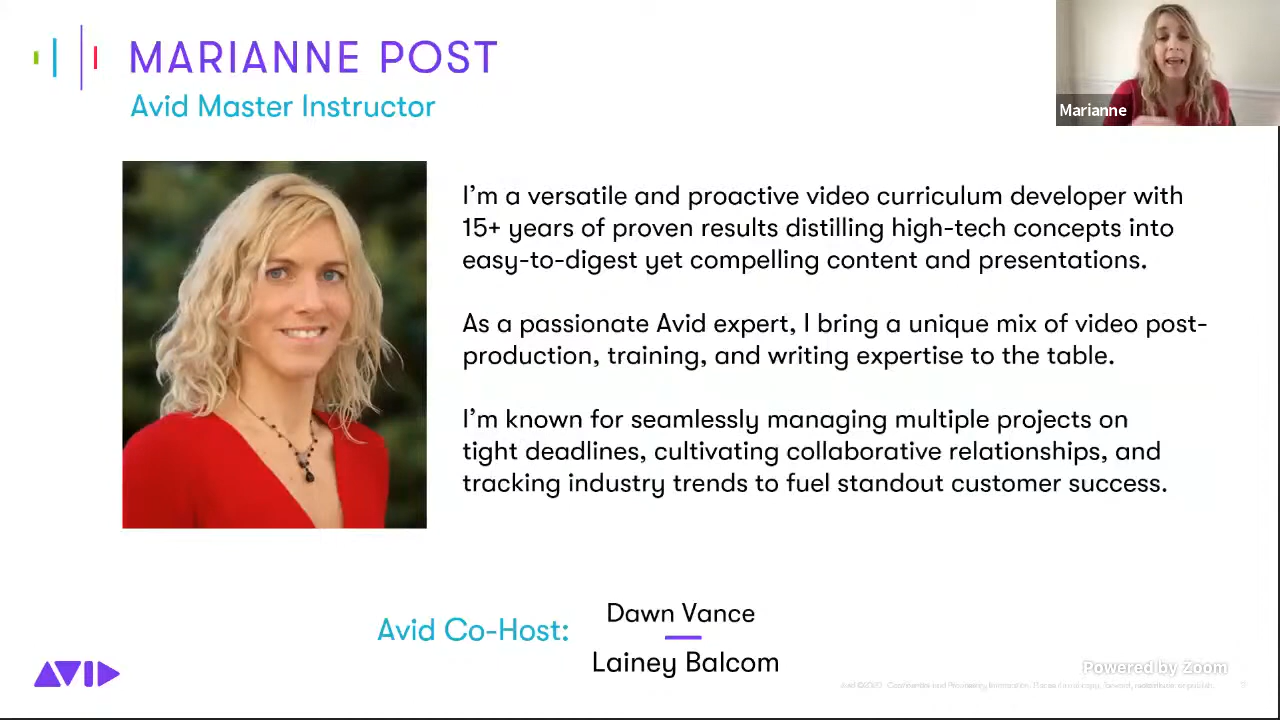 MARIANNE POST
Avid Master Instructor
Marianne
I'm a versatile and proactive video curriculum developer with
15+ years of proven results distilling high-tech concepts into
easy-to-digest yet compelling content and presentations.
As a passionate Avid expert, I bring a unique mix of video post-
production, training, and writing expertise to the table.
I'm known for seamlessly managing multiple projects on
tight deadlines, cultivating collaborative relationships, and
tracking industry trends to fuel standout customer success.
Avid Co-Host:
Dawn Vance
Lainey Balcom
AVID
Powered by Zoom